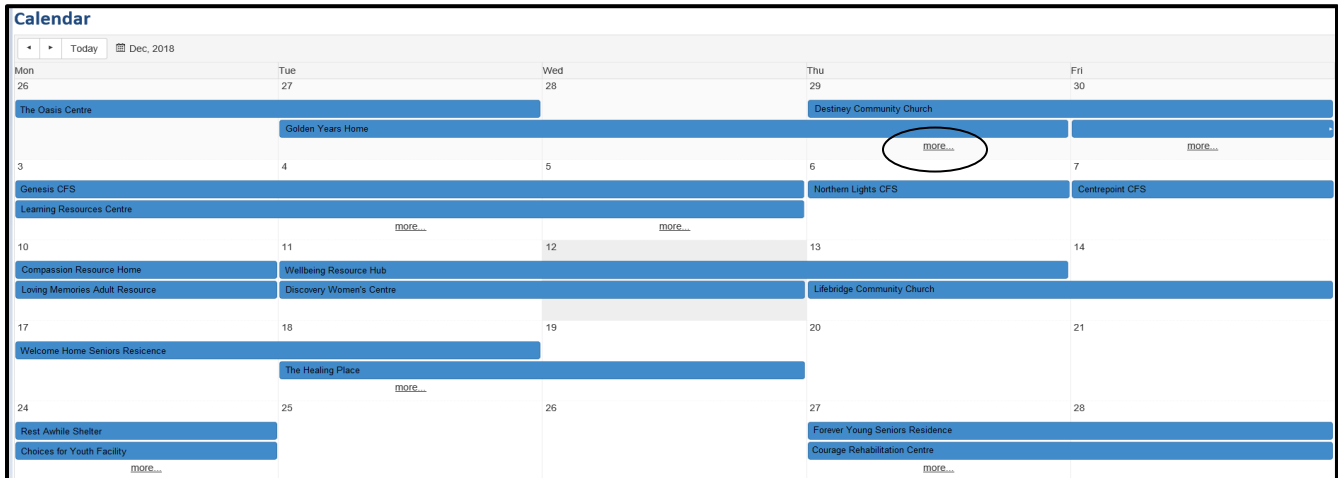 Calendar
Today Dec, 2018
Mon Tue Wed Thu Fri
26 27 28 29 30
The Oasis Centre Destiney Community Church
Golden Years Home
more... more...
3 4 5 6 7
Genesis CFS Northern Lights CFS Centrepoint CFS
Learning Resources Centre
more... more...
10 11 12 13 14
Compassion Resource Home Wellbeing Resource Hub
Loving Memories Adult Resource Discovery Women's Centre Lifebridge Community Church
17 18 19 20 21
Welcome Home Seniors Resicence
The Healing Place
more...
24 25 26 27 28
Rest Awhile Shelter Forever Young Seniors Residence
Choices for Youth Facility Courage Rehabilitation Centre
more... more...